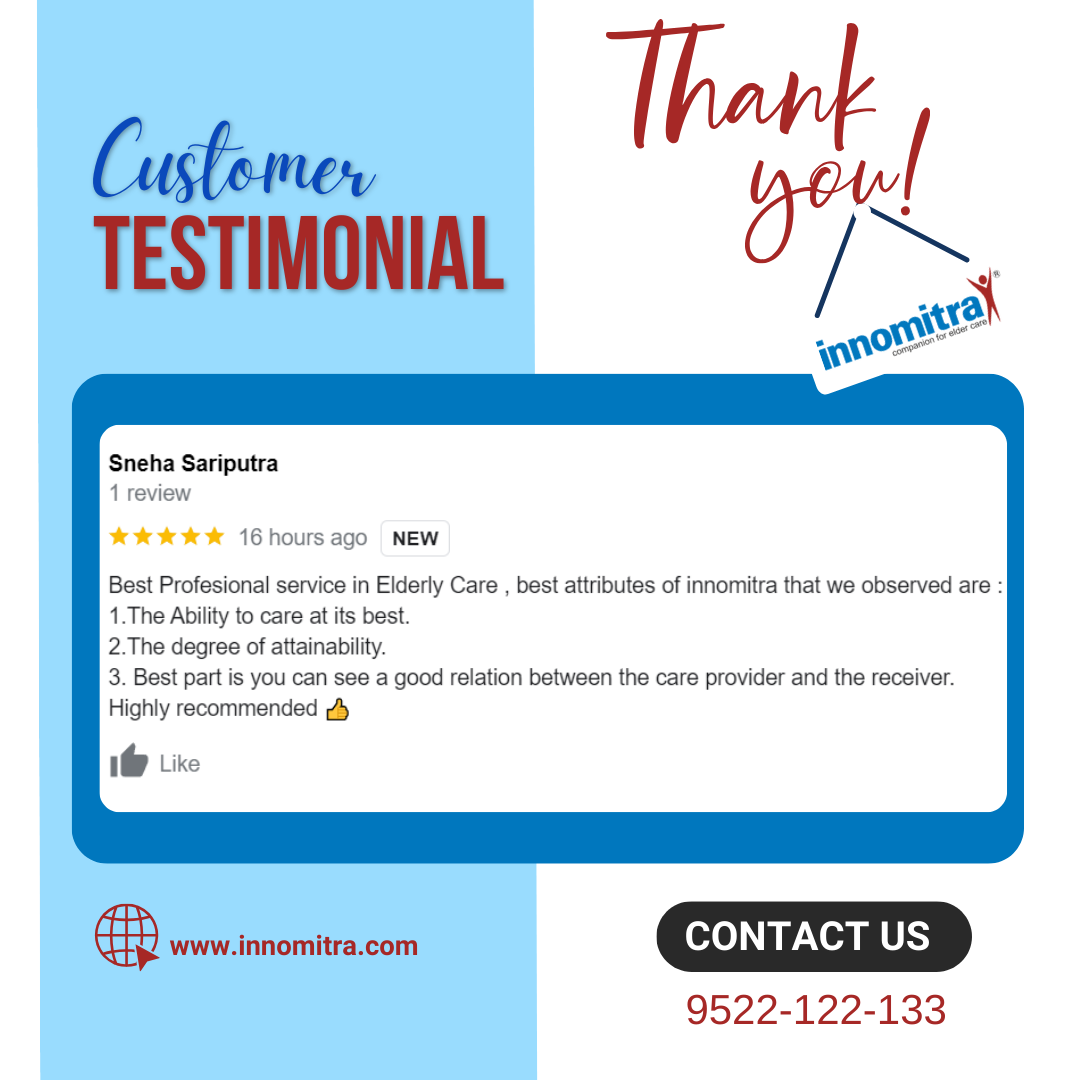 Customer
TESTIMONIAL
Thank
you!
innomitra®
companion for elder care
Sneha Sariputra
1 review
16 hours ago NEW
Best Profesional service in Elderly Care , best attributes of innomitra that we observed are :
1.The Ability to care at its best.
2.The degree of attainability.
3. Best part is you can see a good relation between the care provider and the receiver.
Highly recommended 👍
Like
www.innomitra.com
CONTACT US
9522-122-133